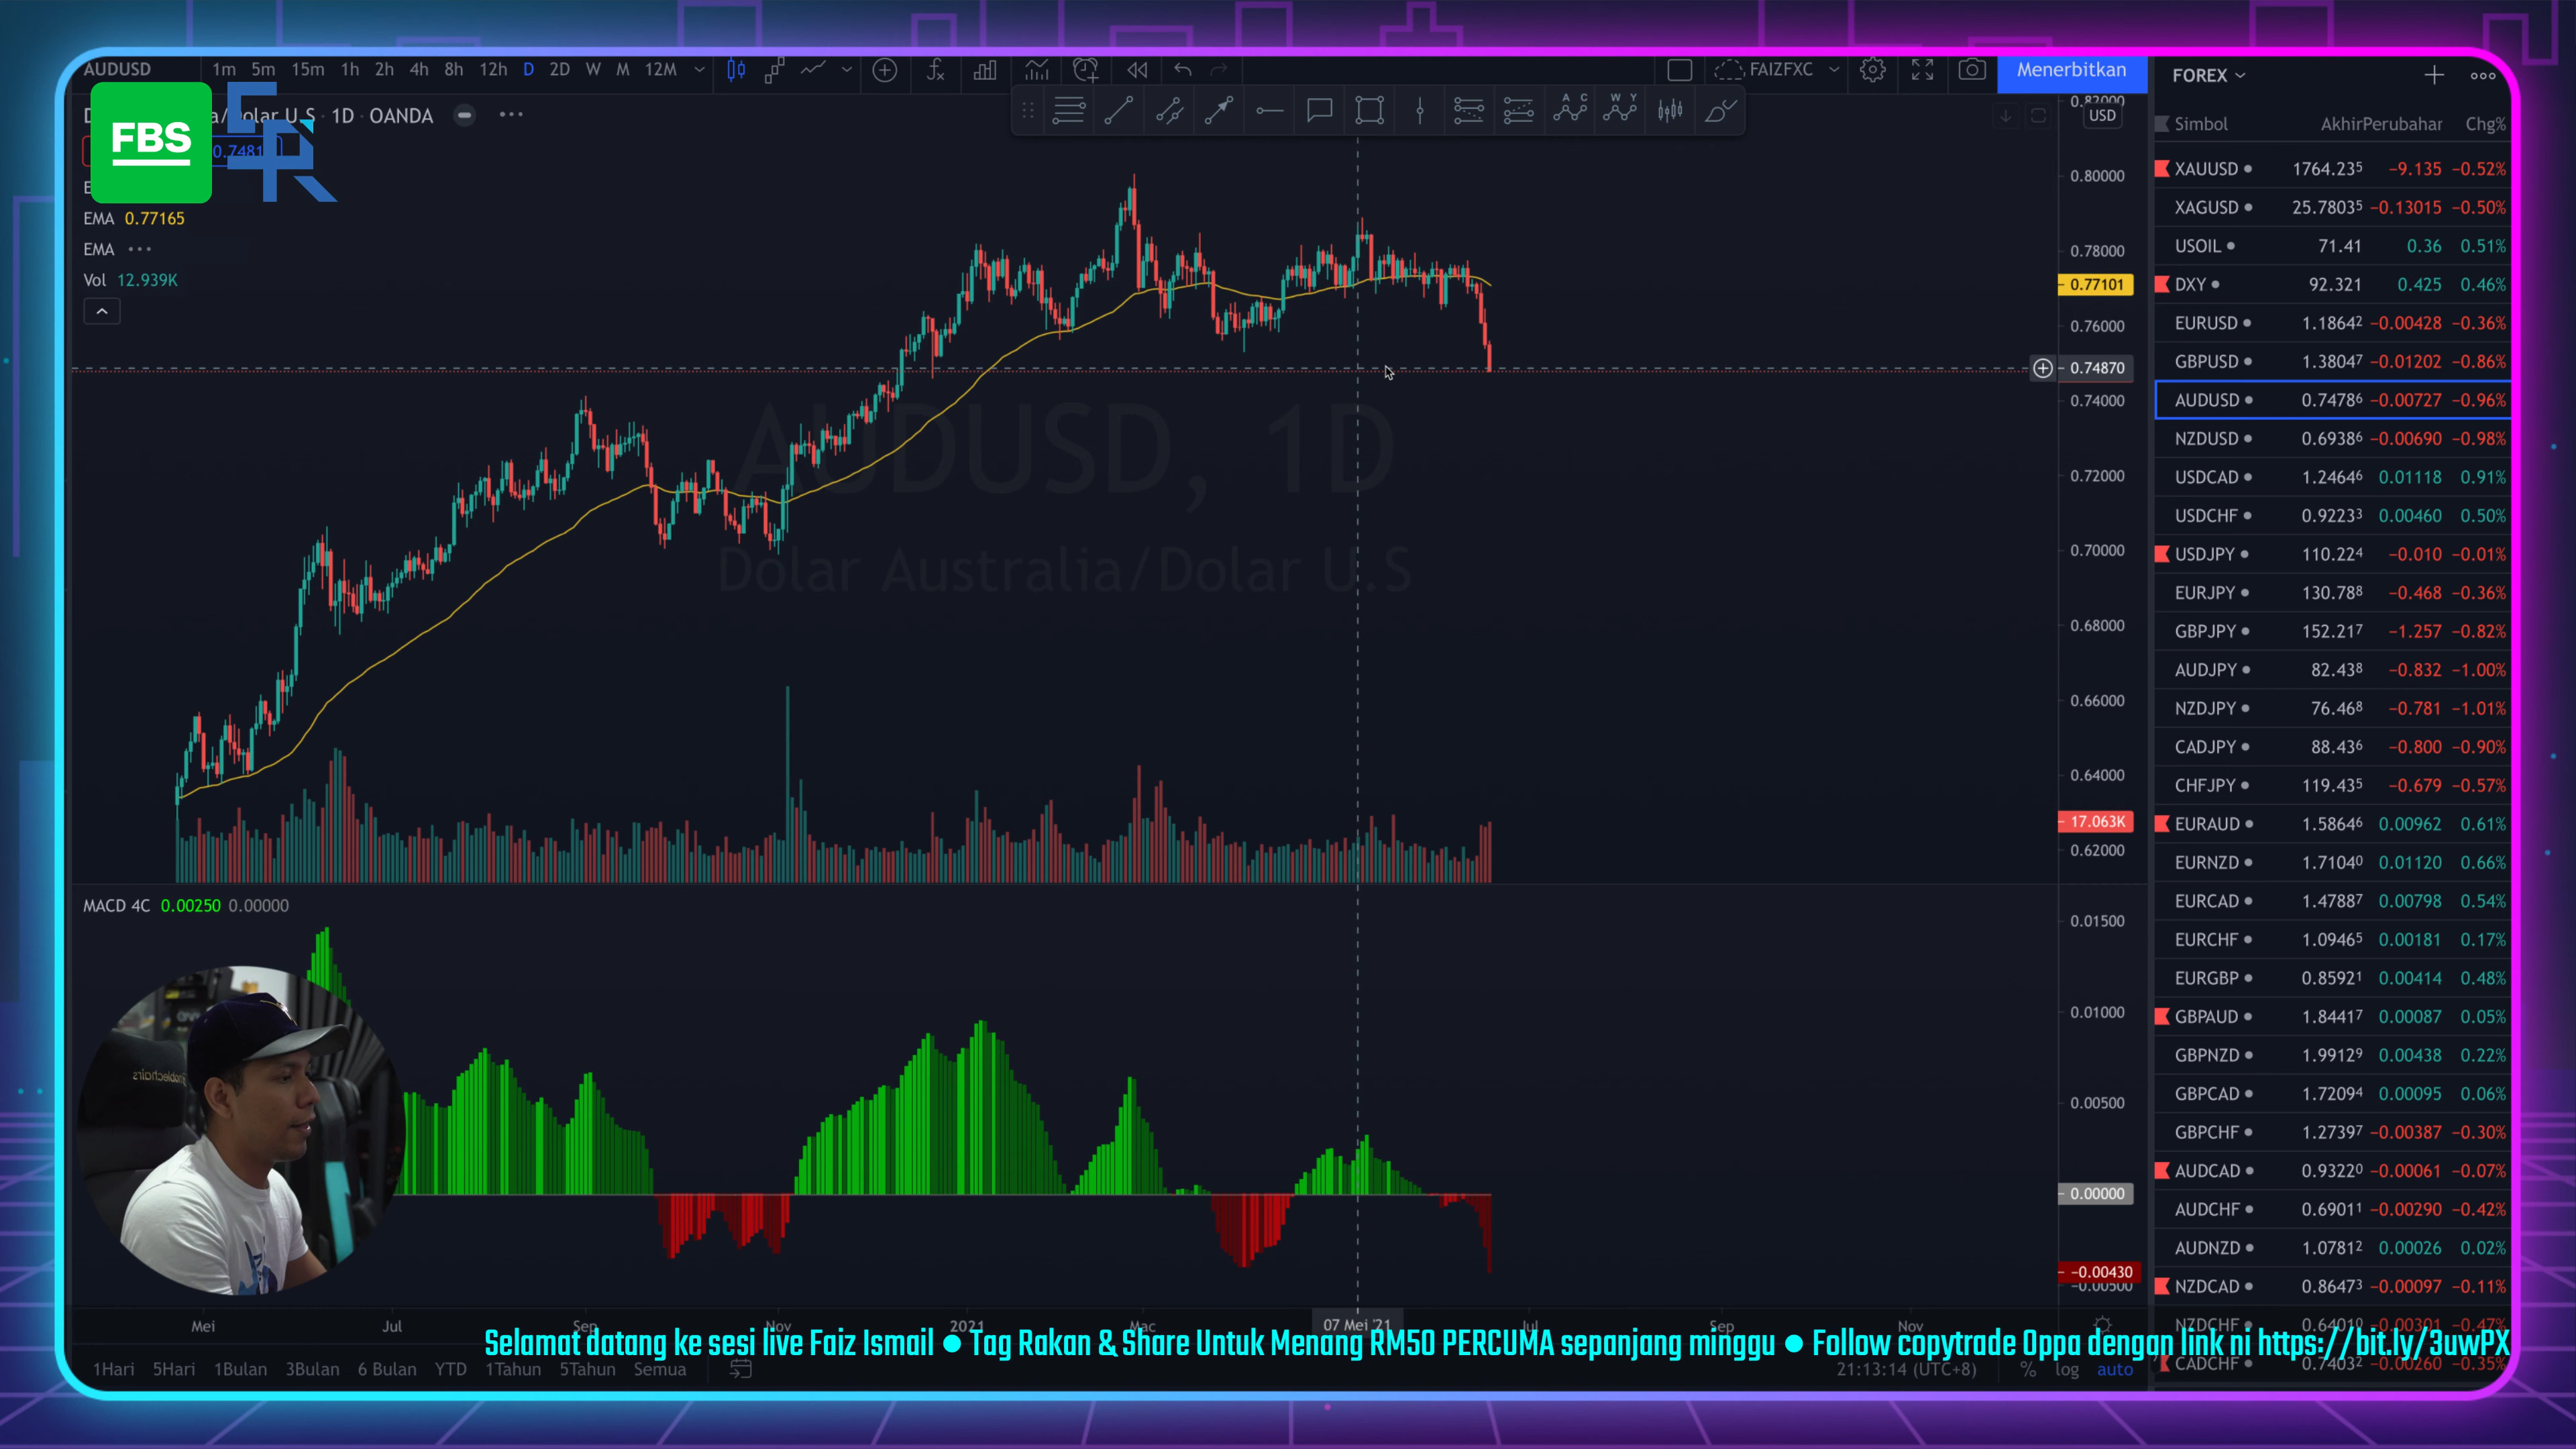 AUDUSD 1m 5m 15m 1h 2h 4h 8h 12h D 2D W M 12M FAIZFXC Menerbitkan
a/Dolar U.S · 1D · OANDA
FBS
0.7481
EMA 0.77165
EMA
Vol 12.939K
AUDUSD, 1D
Dolar Australia/Dolar U.S
A C
W Y
0.82000
USD
0.80000
0.78000
0.77101
0.76000
0.74870
0.74000
0.72000
0.70000
0.68000
0.66000
0.64000
17.063K
0.62000
MACD 4C 0.00250 0.00000
0.01500
0.01000
0.00500
0.00000
−0.00430
−0.00500
noblechairs
Mei Jul Sep Nov 2021 Mac 07 Mei '21 Jul Sep Nov
Selamat datang ke sesi live Faiz Ismail ● Tag Rakan & Share Untuk Menang RM50 PERCUMA sepanjang minggu ● Follow copytrade Oppa dengan link ni https://bit.ly/3uwPX
1Hari 5Hari 1Bulan 3Bulan 6 Bulan YTD 1Tahun 5Tahun Semua 21:13:14 (UTC+8) % log auto
FOREX
Simbol Akhir Perubahar Chg%
XAUUSD 1764.235 −9.135 −0.52%
XAGUSD 25.78035 −0.13015 −0.50%
USOIL 71.41 0.36 0.51%
DXY 92.321 0.425 0.46%
EURUSD 1.18642 −0.00428 −0.36%
GBPUSD 1.38047 −0.01202 −0.86%
AUDUSD 0.74786 −0.00727 −0.96%
NZDUSD 0.69386 −0.00690 −0.98%
USDCAD 1.24646 0.01118 0.91%
USDCHF 0.92233 0.00460 0.50%
USDJPY 110.224 −0.010 −0.01%
EURJPY 130.788 −0.468 −0.36%
GBPJPY 152.217 −1.257 −0.82%
AUDJPY 82.438 −0.832 −1.00%
NZDJPY 76.468 −0.781 −1.01%
CADJPY 88.436 −0.800 −0.90%
CHFJPY 119.435 −0.679 −0.57%
EURAUD 1.58646 0.00962 0.61%
EURNZD 1.71040 0.01120 0.66%
EURCAD 1.47887 0.00798 0.54%
EURCHF 1.09465 0.00181 0.17%
EURGBP 0.85921 0.00414 0.48%
GBPAUD 1.84417 0.00087 0.05%
GBPNZD 1.99129 0.00438 0.22%
GBPCAD 1.72094 0.00095 0.06%
GBPCHF 1.27397 −0.00387 −0.30%
AUDCAD 0.93220 −0.00061 −0.07%
AUDCHF 0.69011 −0.00290 −0.42%
AUDNZD 1.07812 0.00026 0.02%
NZDCAD 0.86473 −0.00097 −0.11%
NZDCHF 0.64010 −0.00301 −0.47%
CADCHF 0.74032 −0.00260 −0.35%